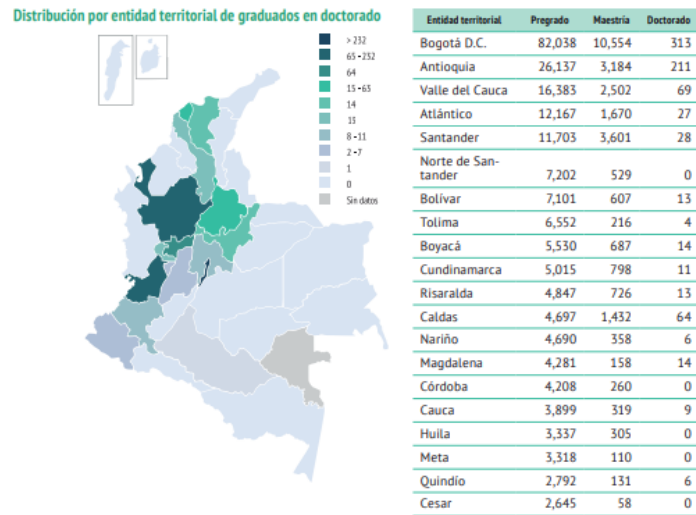 Distribución por entidad territorial de graduados en doctorado
> 232
65 - 232
64
15 - 63
14
13
8 - 11
2 - 7
1
0
Sin datos
Entidad territorial Pregrado Maestría Doctorado
Bogotá D.C. 82,038 10,554 313
Antioquia 26,137 3,184 211
Valle del Cauca 16,383 2,502 69
Atlántico 12,167 1,670 27
Santander 11,703 3,601 28
Norte de San-
tander 7,202 529 0
Bolívar 7,101 607 13
Tolima 6,552 216 4
Boyacá 5,530 687 14
Cundinamarca 5,015 798 11
Risaralda 4,847 726 13
Caldas 4,697 1,432 64
Nariño 4,690 358 6
Magdalena 4,281 158 14
Córdoba 4,208 260 0
Cauca 3,899 319 9
Huila 3,337 305 0
Meta 3,318 110 0
Quindío 2,792 131 6
Cesar 2,645 58 0